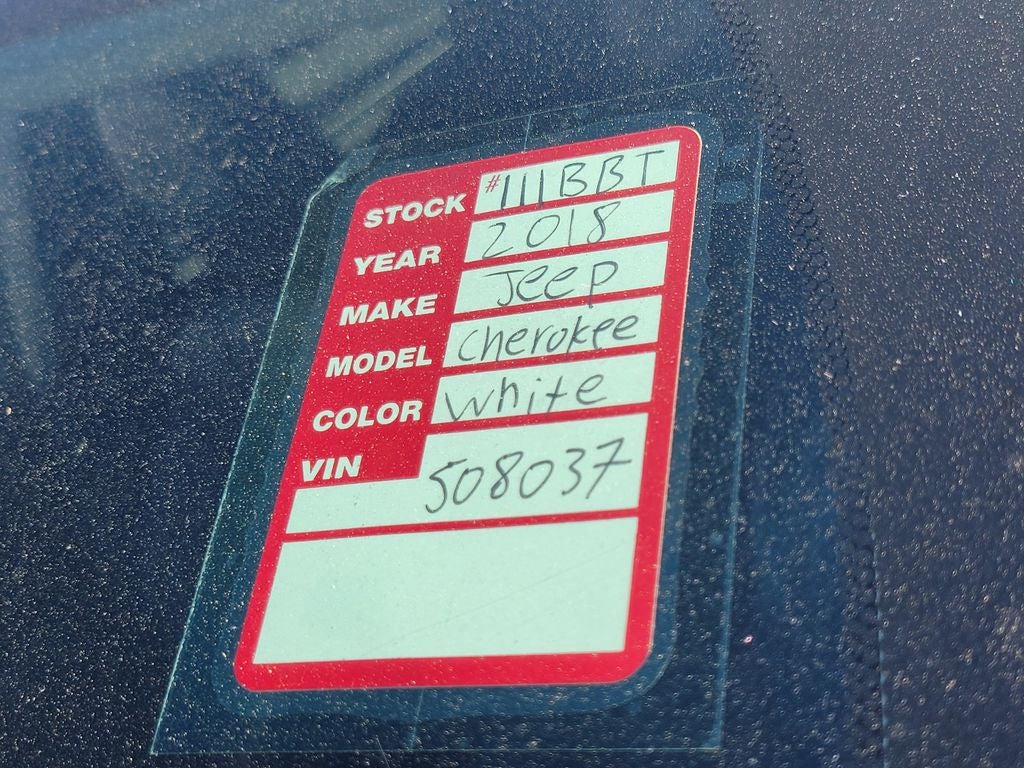 STOCK #111BBT
YEAR 2018
MAKE Jeep
MODEL Cherokee
COLOR White
VIN 508037